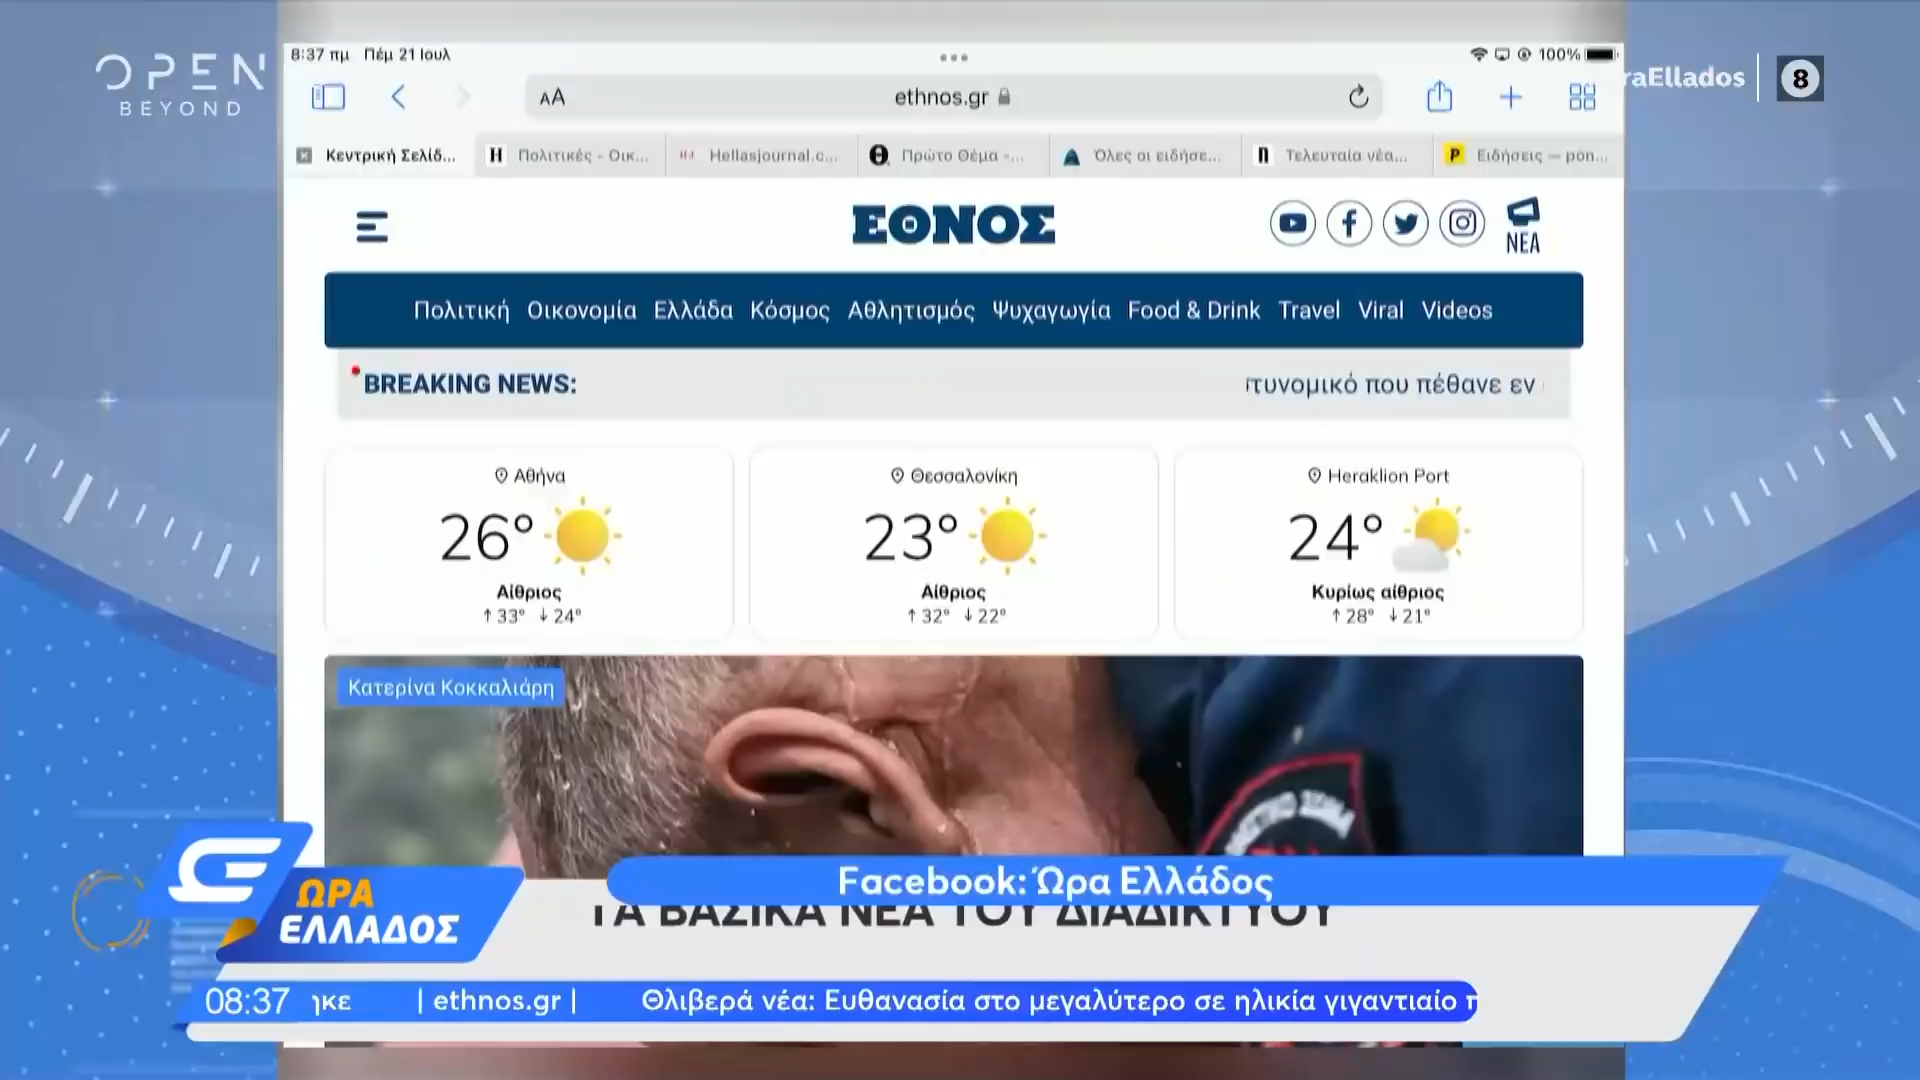 OPEN
BEYOND
8:37 πμ Πέμ 21 Ιουλ
100%
raEllados
8
AA
ethnos.gr
Κεντρική Σελίδ...
Πολιτικές - Οικ...
Hellasjournal.c...
Πρώτο Θέμα -...
Όλες οι ειδήσε...
Τελευταία νέα...
Ειδήσεις — pon...
ΕΘΝΟΣ
ΝΕΑ
Πολιτική Οικονομία Ελλάδα Κόσμος Αθλητισμός Ψυχαγωγία Food & Drink Travel Viral Videos
BREAKING NEWS:
στυνομικό που πέθανε εν
Αθήνα
26°
Αίθριος
↑33° ↓24°
Θεσσαλονίκη
23°
Αίθριος
↑32° ↓22°
Heraklion Port
24°
Κυρίως αίθριος
↑28° ↓21°
Κατερίνα Κοκκαλιάρη
Facebook: Ώρα Ελλάδος
ΤΑ ΒΑΣΙΚΑ ΝΕΑ ΤΟΥ ΔΙΑΔΙΚΤΥΟΥ
ΩΡΑ
ΕΛΛΑΔΟΣ
08:37 ηκε | ethnos.gr | Θλιβερά νέα: Ευθανασία στο μεγαλύτερο σε ηλικία γιγαντιαίο π